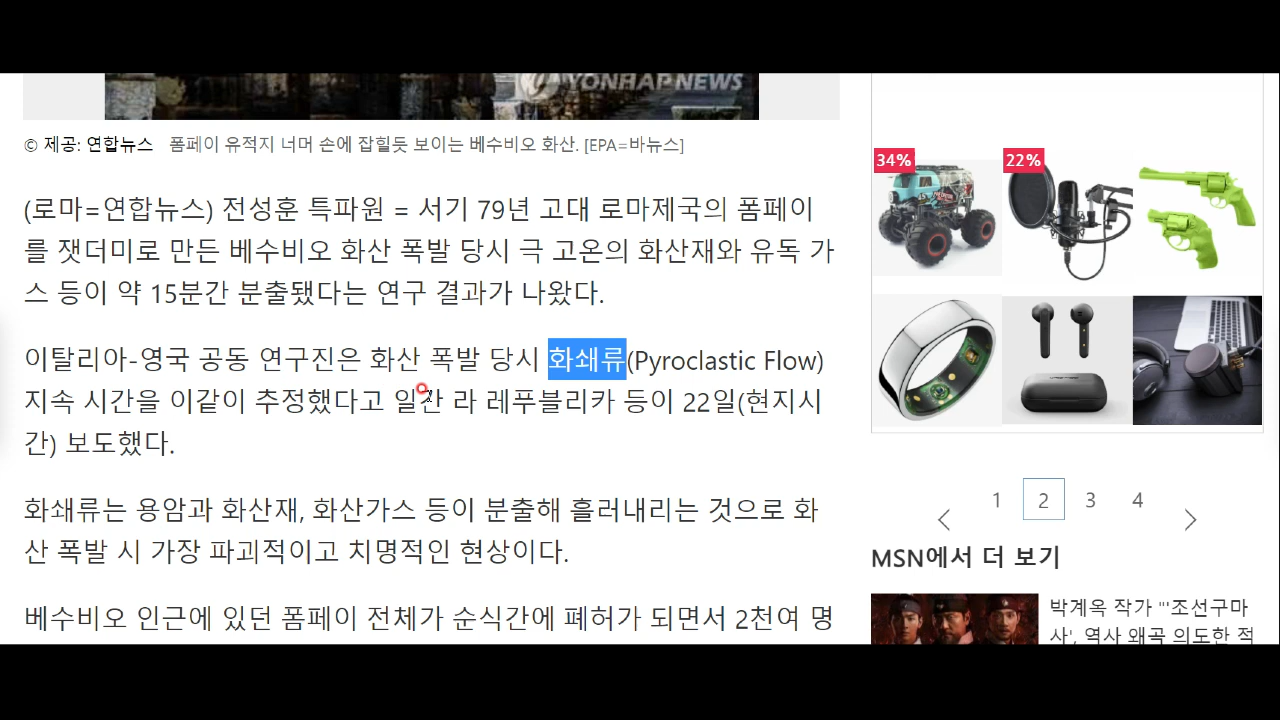 YONHAP NEWS
© 제공: 연합뉴스 폼페이 유적지 너머 손에 잡힐듯 보이는 베수비오 화산. [EPA=바뉴스]
(로마=연합뉴스) 전성훈 특파원 = 서기 79년 고대 로마제국의 폼페이
를 잿더미로 만든 베수비오 화산 폭발 당시 극 고온의 화산재와 유독 가
스 등이 약 15분간 분출됐다는 연구 결과가 나왔다.
이탈리아-영국 공동 연구진은 화산 폭발 당시 화쇄류(Pyroclastic Flow)
지속 시간을 이같이 추정했다고 일간 라 레푸블리카 등이 22일(현지시
간) 보도했다.
화쇄류는 용암과 화산재, 화산가스 등이 분출해 흘러내리는 것으로 화
산 폭발 시 가장 파괴적이고 치명적인 현상이다.
베수비오 인근에 있던 폼페이 전체가 순식간에 폐허가 되면서 2천여 명
34% 22%
1 2 3 4
MSN에서 더 보기
박계옥 작가 "'조선구마
사', 역사 왜곡 의도한 적